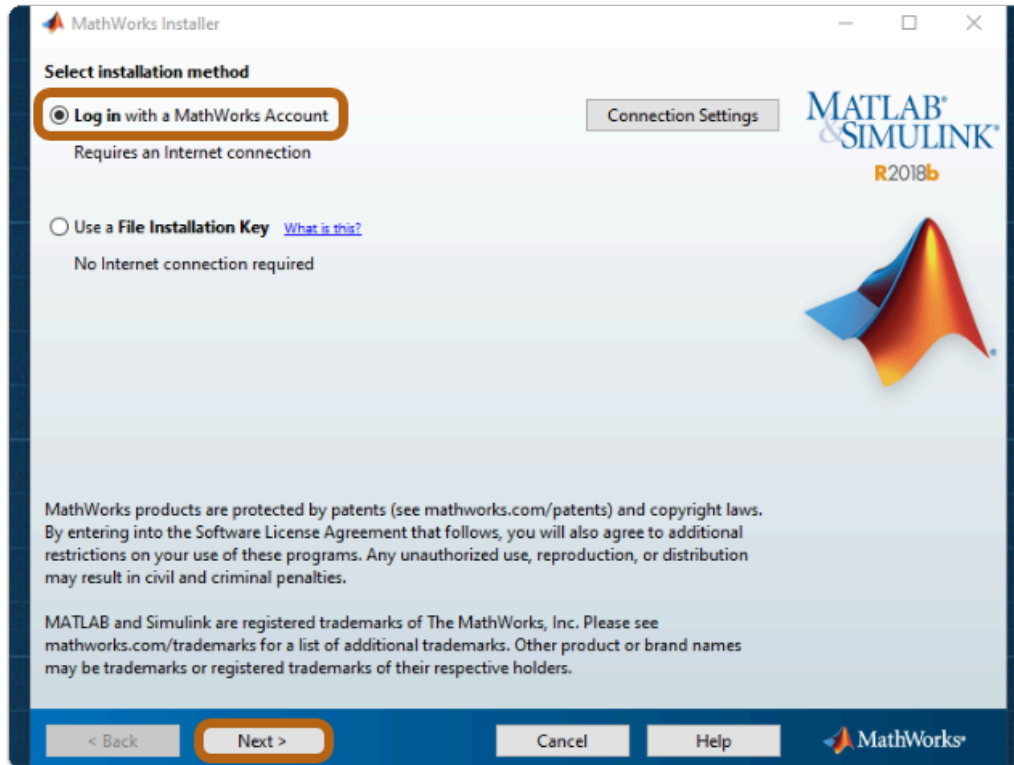 MathWorks Installer
Select installation method
Log in with a MathWorks Account
Connection Settings
Requires an Internet connection
MATLAB®
&SIMULINK®
R2018b
Use a File Installation Key What is this?
No Internet connection required
MathWorks products are protected by patents (see mathworks.com/patents) and copyright laws.
By entering into the Software License Agreement that follows, you will also agree to additional
restrictions on your use of these programs. Any unauthorized use, reproduction, or distribution
may result in civil and criminal penalties.
MATLAB and Simulink are registered trademarks of The MathWorks, Inc. Please see
mathworks.com/trademarks for a list of additional trademarks. Other product or brand names
may be trademarks or registered trademarks of their respective holders.
< Back Next > Cancel Help MathWorks®